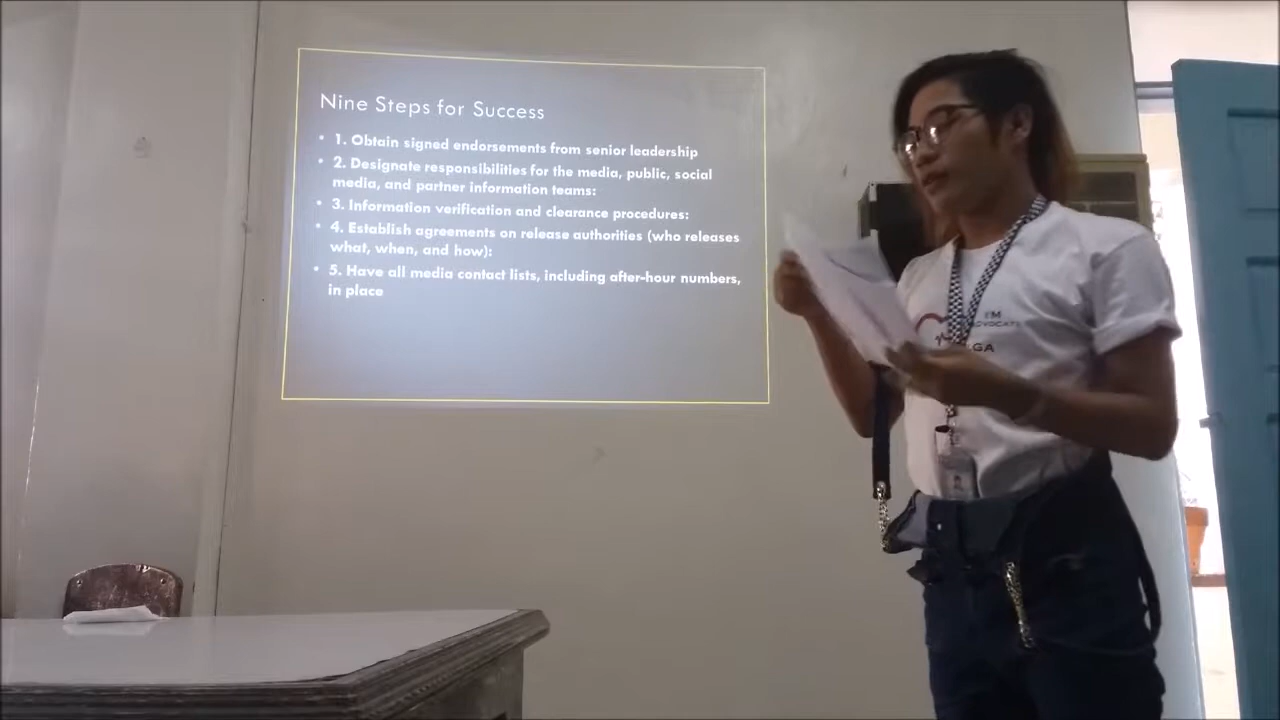 Nine Steps for Success
• 1. Obtain signed endorsements from senior leadership
• 2. Designate responsibilities for the media, public, social
media, and partner information teams:
• 3. Information verification and clearance procedures:
• 4. Establish agreements on release authorities (who releases
what, when, and how):
• 5. Have all media contact lists, including after-hour numbers,
in place
I'M